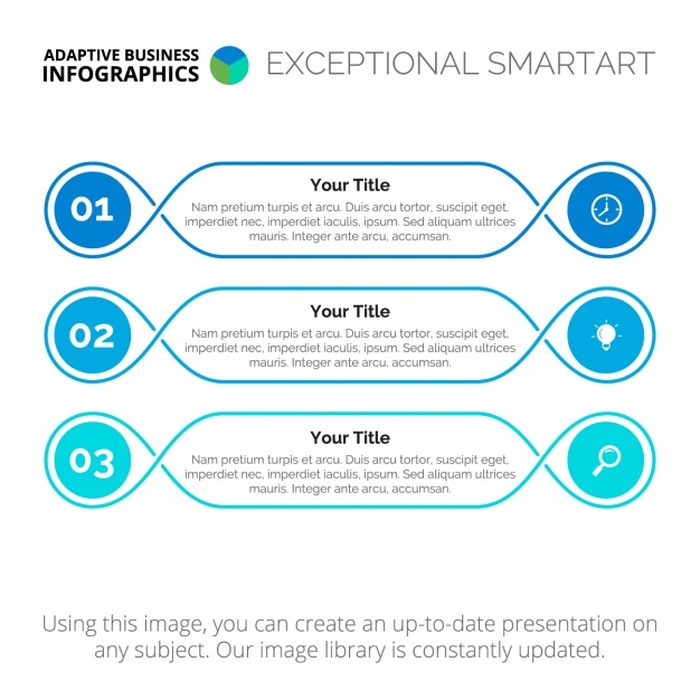 ADAPTIVE BUSINESS
INFOGRAPHICS
EXCEPTIONAL SMARTART
01
Your Title
Nam pretium turpis et arcu. Duis arcu tortor, suscipit eget,
imperdiet nec, imperdiet iaculis, ipsum. Sed aliquam ultrices
mauris. Integer ante arcu, accumsan.
02
Your Title
Nam pretium turpis et arcu. Duis arcu tortor, suscipit eget,
imperdiet nec, imperdiet iaculis, ipsum. Sed aliquam ultrices
mauris. Integer ante arcu, accumsan.
03
Your Title
Nam pretium turpis et arcu. Duis arcu tortor, suscipit eget,
imperdiet nec, imperdiet iaculis, ipsum. Sed aliquam ultrices
mauris. Integer ante arcu, accumsan.
Using this image, you can create an up-to-date presentation on
any subject. Our image library is constantly updated.